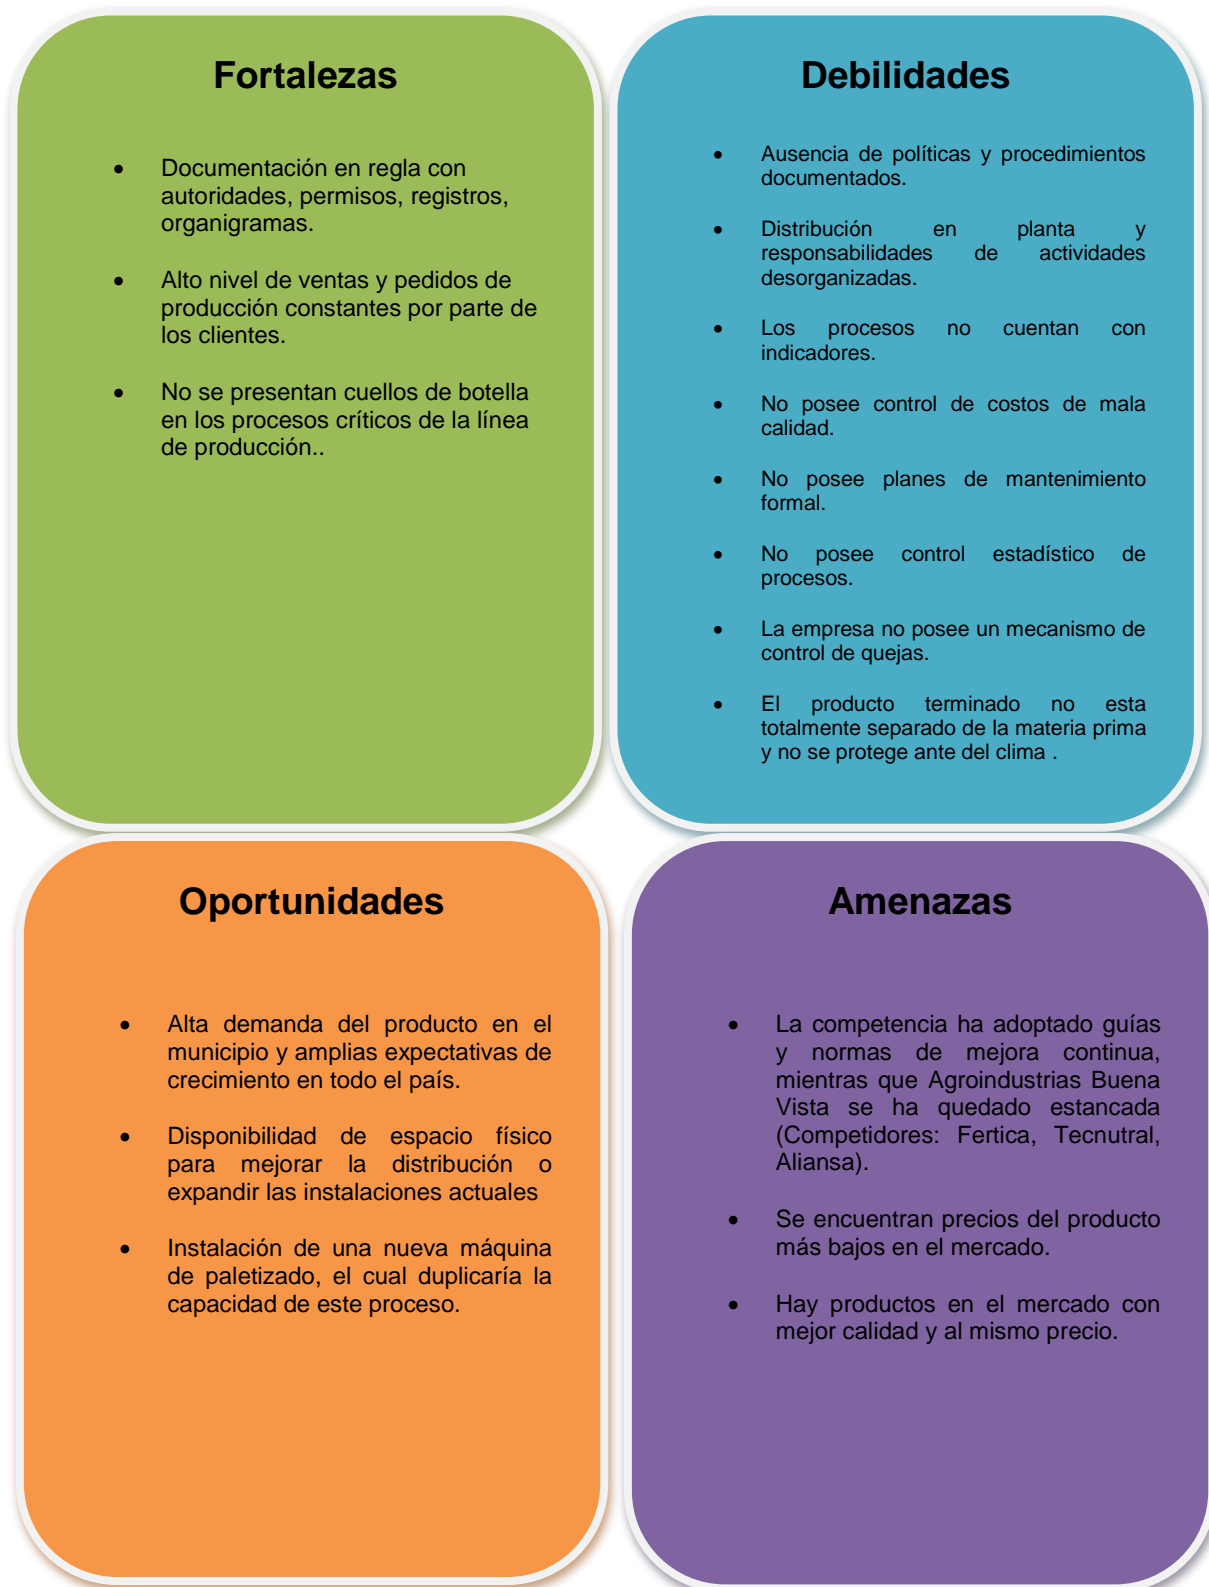 Fortalezas
• Documentación en regla con
autoridades, permisos, registros,
organigramas.
• Alto nivel de ventas y pedidos de
producción constantes por parte de
los clientes.
• No se presentan cuellos de botella
en los procesos críticos de la línea
de producción..
Debilidades
• Ausencia de políticas y procedimientos
documentados.
• Distribución en planta y
responsabilidades de actividades
desorganizadas.
• Los procesos no cuentan con
indicadores.
• No posee control de costos de mala
calidad.
• No posee planes de mantenimiento
formal.
• No posee control estadístico de
procesos.
• La empresa no posee un mecanismo de
control de quejas.
• El producto terminado no esta
totalmente separado de la materia prima
y no se protege ante del clima .
Oportunidades
• Alta demanda del producto en el
municipio y amplias expectativas de
crecimiento en todo el país.
• Disponibilidad de espacio físico
para mejorar la distribución o
expandir las instalaciones actuales
• Instalación de una nueva máquina
de paletizado, el cual duplicaría la
capacidad de este proceso.
Amenazas
• La competencia ha adoptado guías
y normas de mejora continua,
mientras que Agroindustrias Buena
Vista se ha quedado estancada
(Competidores: Fertica, Tecnutral,
Aliansa).
• Se encuentran precios del producto
más bajos en el mercado.
• Hay productos en el mercado con
mejor calidad y al mismo precio.